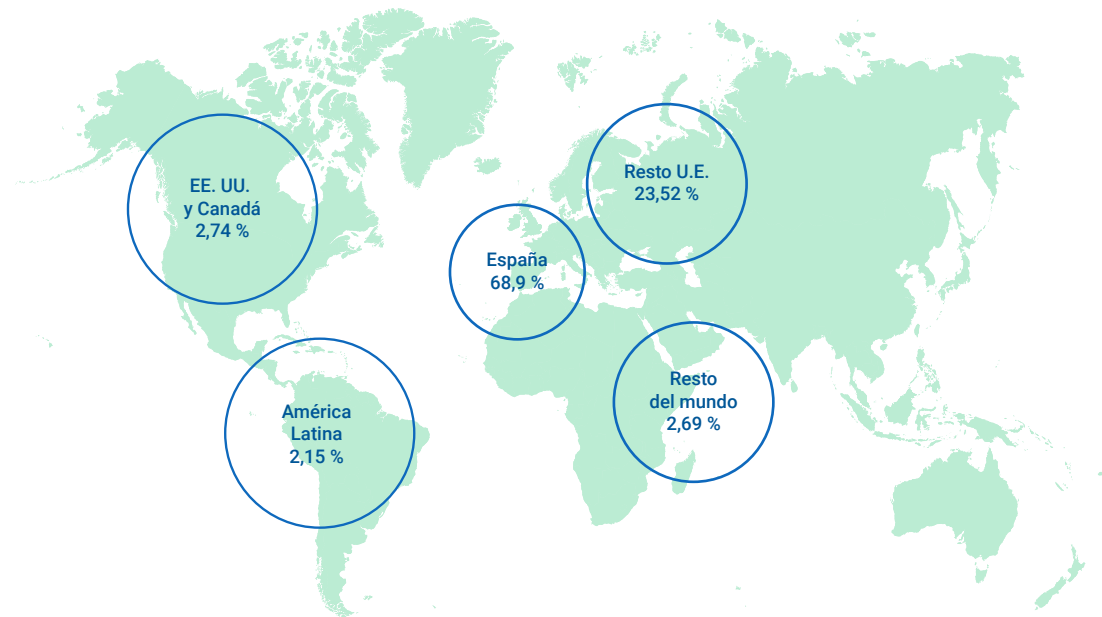 EE. UU.
y Canadá
2,74 %
Resto U.E.
23,52 %
España
68,9 %
América
Latina
2,15 %
Resto
del mundo
2,69 %